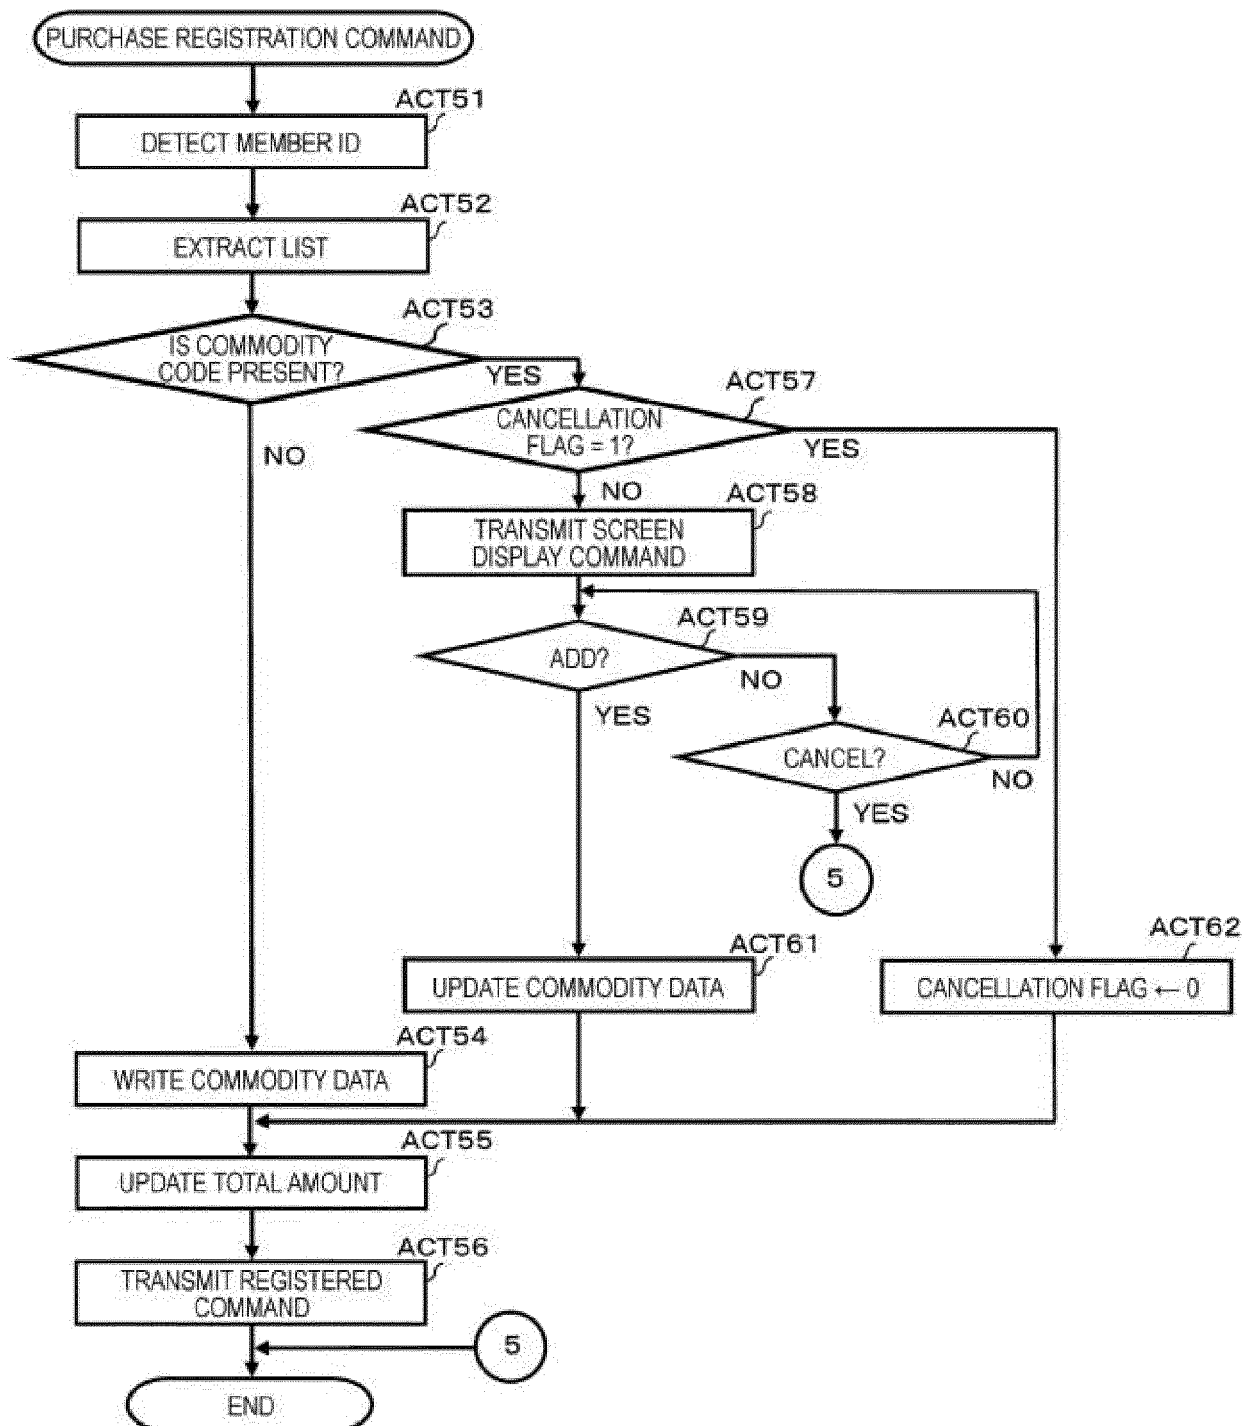 PURCHASE REGISTRATION COMMAND
ACT51
DETECT MEMBER ID
ACT52
EXTRACT LIST
ACT53
IS COMMODITY
CODE PRESENT?
YES
NO
ACT57
CANCELLATION
FLAG = 1?
YES
NO
ACT58
TRANSMIT SCREEN
DISPLAY COMMAND
ACT59
ADD?
NO
YES
ACT60
CANCEL?
NO
YES
5
ACT61
UPDATE COMMODITY DATA
ACT62
CANCELLATION FLAG ← 0
ACT54
WRITE COMMODITY DATA
ACT55
UPDATE TOTAL AMOUNT
ACT56
TRANSMIT REGISTERED
COMMAND
5
END